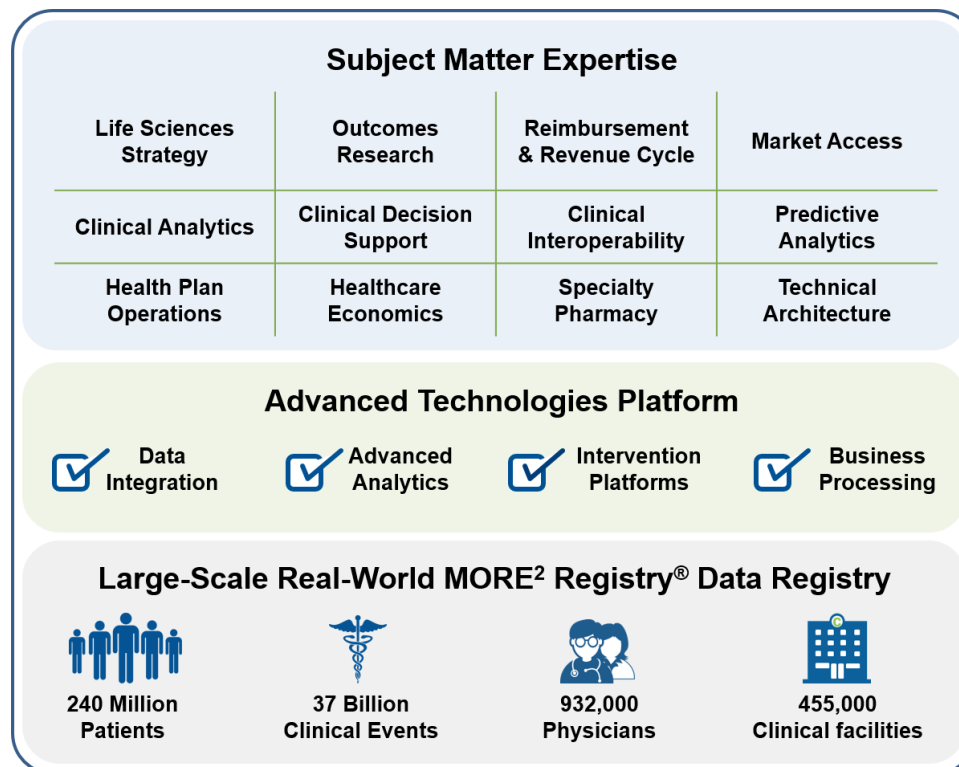 Subject Matter Expertise
Life Sciences
Strategy
Outcomes
Research
Reimbursement
& Revenue Cycle
Market Access
Clinical Analytics
Clinical Decision
Support
Clinical
Interoperability
Predictive
Analytics
Health Plan
Operations
Healthcare
Economics
Specialty
Pharmacy
Technical
Architecture
Advanced Technologies Platform
Data
Integration
Advanced
Analytics
Intervention
Platforms
Business
Processing
Large-Scale Real-World MORE² Registry® Data Registry
C
240 Million
Patients
37 Billion
Clinical Events
932,000
Physicians
455,000
Clinical facilities